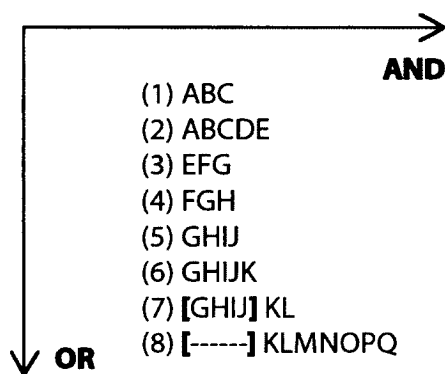 AND
(1) ABC
(2) ABCDE
(3) EFG
(4) FGH
(5) GHIJ
(6) GHIJK
(7) [GHIJ] KL
(8) [------] KLMNOPQ
OR